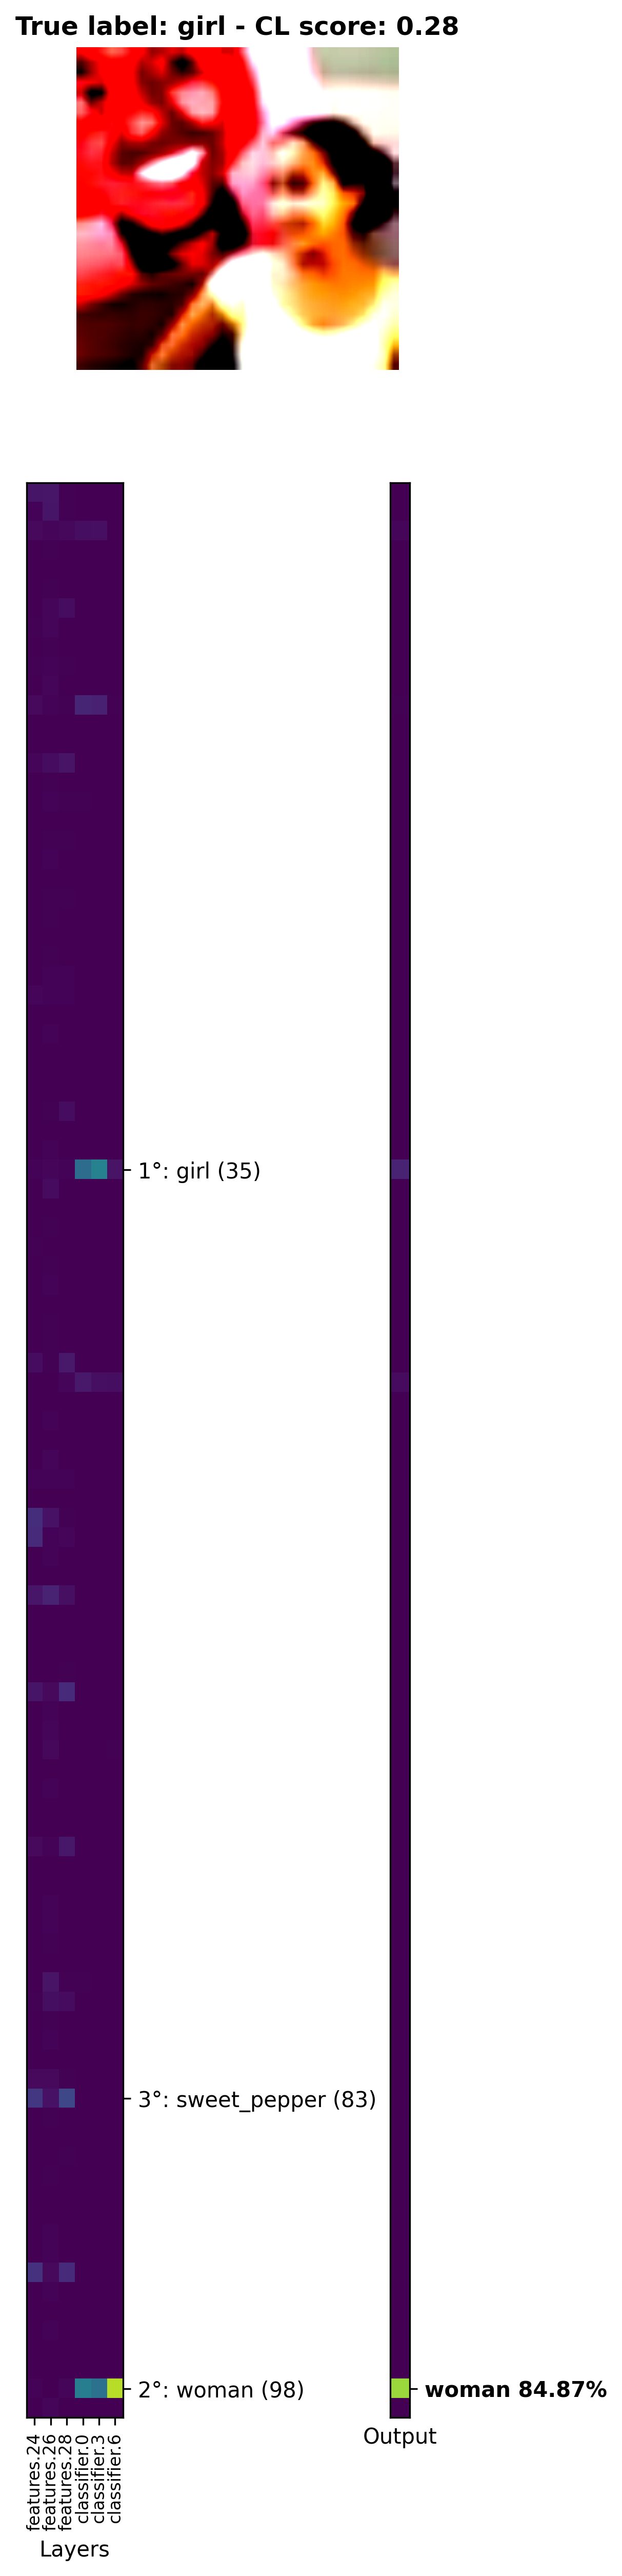 True label: girl - CL score: 0.28
1°: girl (35)
3°: sweet_pepper (83)
2°: woman (98)
woman 84.87%
Output
features.24
features.26
features.28
classifier.0
classifier.3
classifier.6
Layers